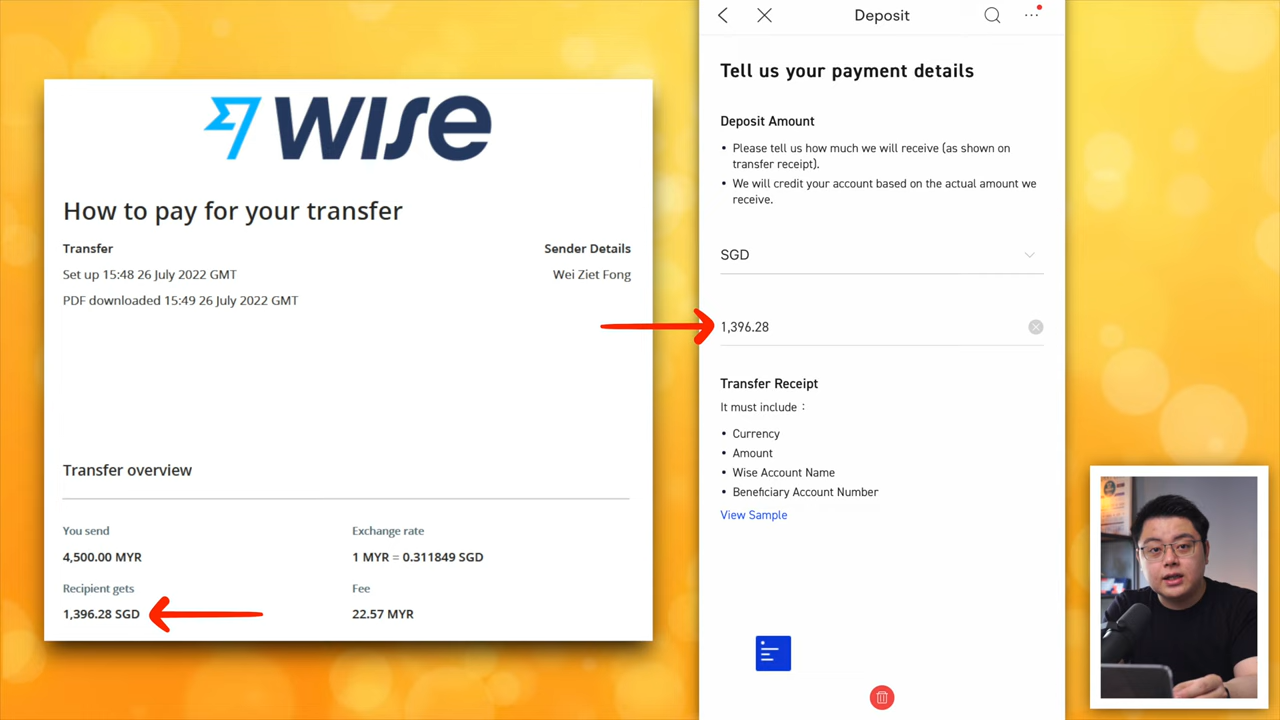 WISE
How to pay for your transfer
Transfer
Sender Details
Set up 15:48 26 July 2022 GMT
Wei Ziet Fong
PDF downloaded 15:49 26 July 2022 GMT
Transfer overview
You send
Exchange rate
4,500.00 MYR
1 MYR = 0.311849 SGD
Recipient gets
Fee
1,396.28 SGD
22.57 MYR
Deposit
Tell us your payment details
Deposit Amount
• Please tell us how much we will receive (as shown on
transfer receipt).
• We will credit your account based on the actual amount we
receive.
SGD
1,396.28
Transfer Receipt
It must include：
• Currency
• Amount
• Wise Account Name
• Beneficiary Account Number
View Sample